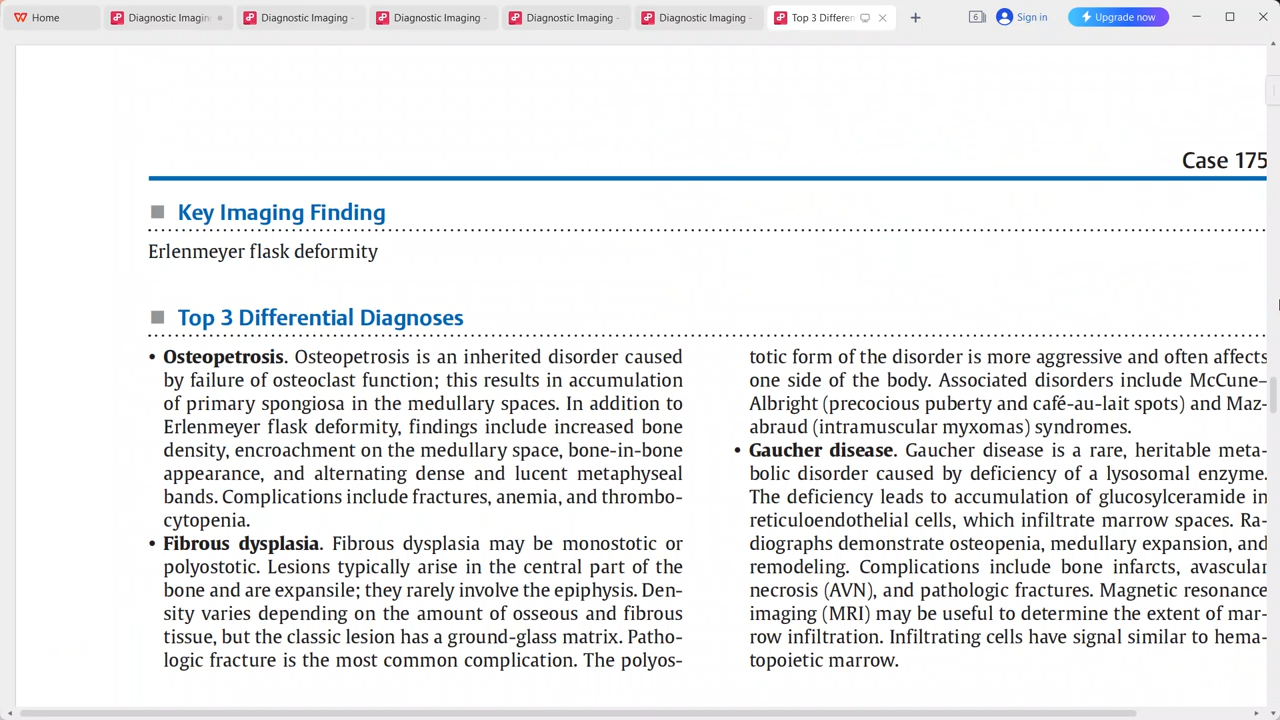 Home
Diagnostic Imaging
Diagnostic Imaging -
Diagnostic Imaging -
Diagnostic Imaging -
Diagnostic Imaging -
Top 3 Differen
6
Sign in
Upgrade now
Case 175
Key Imaging Finding
Erlenmeyer flask deformity
Top 3 Differential Diagnoses
• Osteopetrosis. Osteopetrosis is an inherited disorder caused
by failure of osteoclast function; this results in accumulation
of primary spongiosa in the medullary spaces. In addition to
Erlenmeyer flask deformity, findings include increased bone
density, encroachment on the medullary space, bone-in-bone
appearance, and alternating dense and lucent metaphyseal
bands. Complications include fractures, anemia, and thrombo-
cytopenia.
• Fibrous dysplasia. Fibrous dysplasia may be monostotic or
polyostotic. Lesions typically arise in the central part of the
bone and are expansile; they rarely involve the epiphysis. Den-
sity varies depending on the amount of osseous and fibrous
tissue, but the classic lesion has a ground-glass matrix. Patho-
logic fracture is the most common complication. The polyos-
totic form of the disorder is more aggressive and often affects
one side of the body. Associated disorders include McCune–
Albright (precocious puberty and café-au-lait spots) and Maz-
abraud (intramuscular myxomas) syndromes.
• Gaucher disease. Gaucher disease is a rare, heritable meta-
bolic disorder caused by deficiency of a lysosomal enzyme.
The deficiency leads to accumulation of glucosylceramide in
reticuloendothelial cells, which infiltrate marrow spaces. Ra-
diographs demonstrate osteopenia, medullary expansion, and
remodeling. Complications include bone infarcts, avascular
necrosis (AVN), and pathologic fractures. Magnetic resonance
imaging (MRI) may be useful to determine the extent of mar-
row infiltration. Infiltrating cells have signal similar to hema-
topoietic marrow.